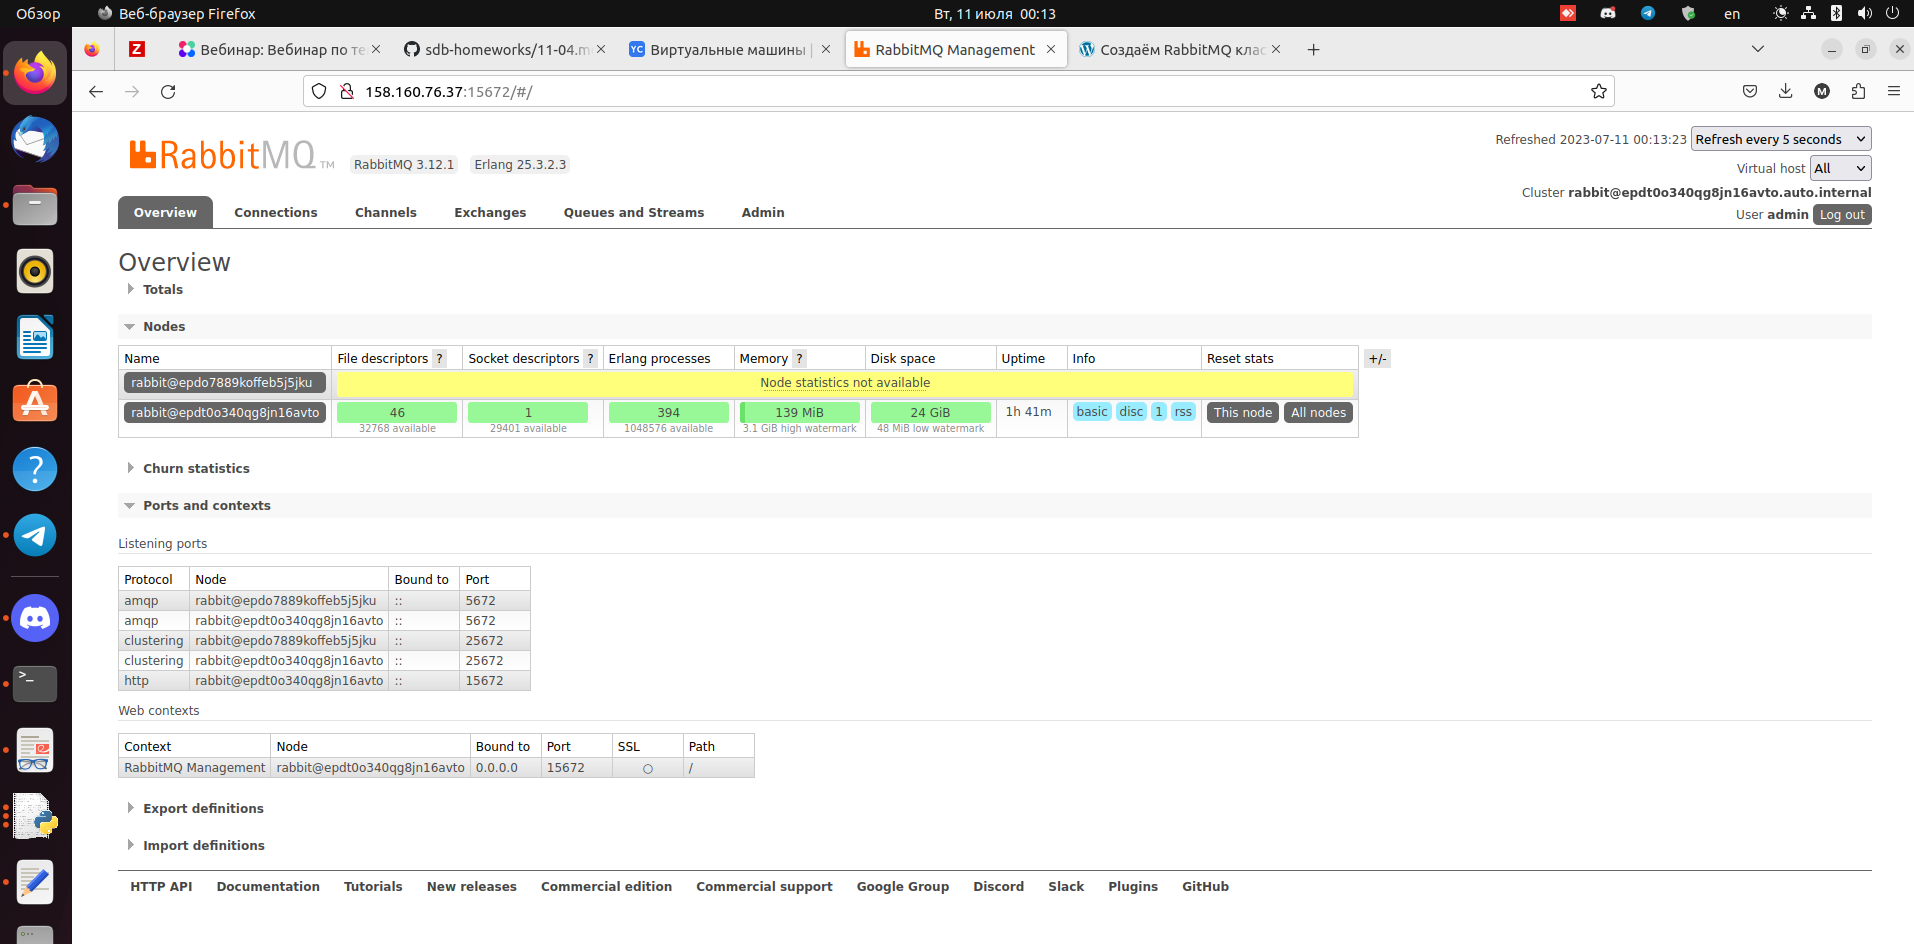 Обзор Веб-браузер Firefox Вт, 11 июля 00:13 en
Z Вебинар: Вебинар по те sdb-homeworks/11-04.m YC Виртуальные машины | RabbitMQ Management Создаём RabbitMQ клас
158.160.76.37:15672/#/
RabbitMQ TM RabbitMQ 3.12.1 Erlang 25.3.2.3
Refreshed 2023-07-11 00:13:23 Refresh every 5 seconds
Virtual host All
Cluster rabbit@epdt0o340qg8jn16avto.auto.internal
User admin Log out
Overview Connections Channels Exchanges Queues and Streams Admin
Overview
Totals
Nodes
Name File descriptors ? Socket descriptors ? Erlang processes Memory ? Disk space Uptime Info Reset stats +/-
rabbit@epdo7889koffeb5j5jku Node statistics not available
rabbit@epdt0o340qg8jn16avto 46 1 394 139 MiB 24 GiB 1h 41m basic disc 1 rss This node All nodes
32768 available 29401 available 1048576 available 3.1 GiB high watermark 48 MiB low watermark
Churn statistics
Ports and contexts
Listening ports
Protocol Node Bound to Port
amqp rabbit@epdo7889koffeb5j5jku :: 5672
amqp rabbit@epdt0o340qg8jn16avto :: 5672
clustering rabbit@epdo7889koffeb5j5jku :: 25672
clustering rabbit@epdt0o340qg8jn16avto :: 25672
http rabbit@epdt0o340qg8jn16avto :: 15672
Web contexts
Context Node Bound to Port SSL Path
RabbitMQ Management rabbit@epdt0o340qg8jn16avto 0.0.0.0 15672 ○ /
Export definitions
Import definitions
HTTP API Documentation Tutorials New releases Commercial edition Commercial support Google Group Discord Slack Plugins GitHub